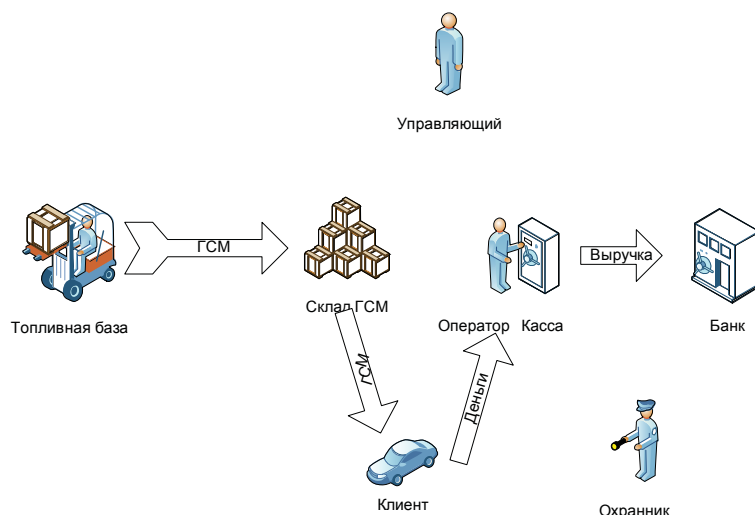 Управляющий
ГСМ
Топливная база
Склад ГСМ
Оператор Касса
Выручка
Банк
ГСМ
Деньги
Клиент
Охранник